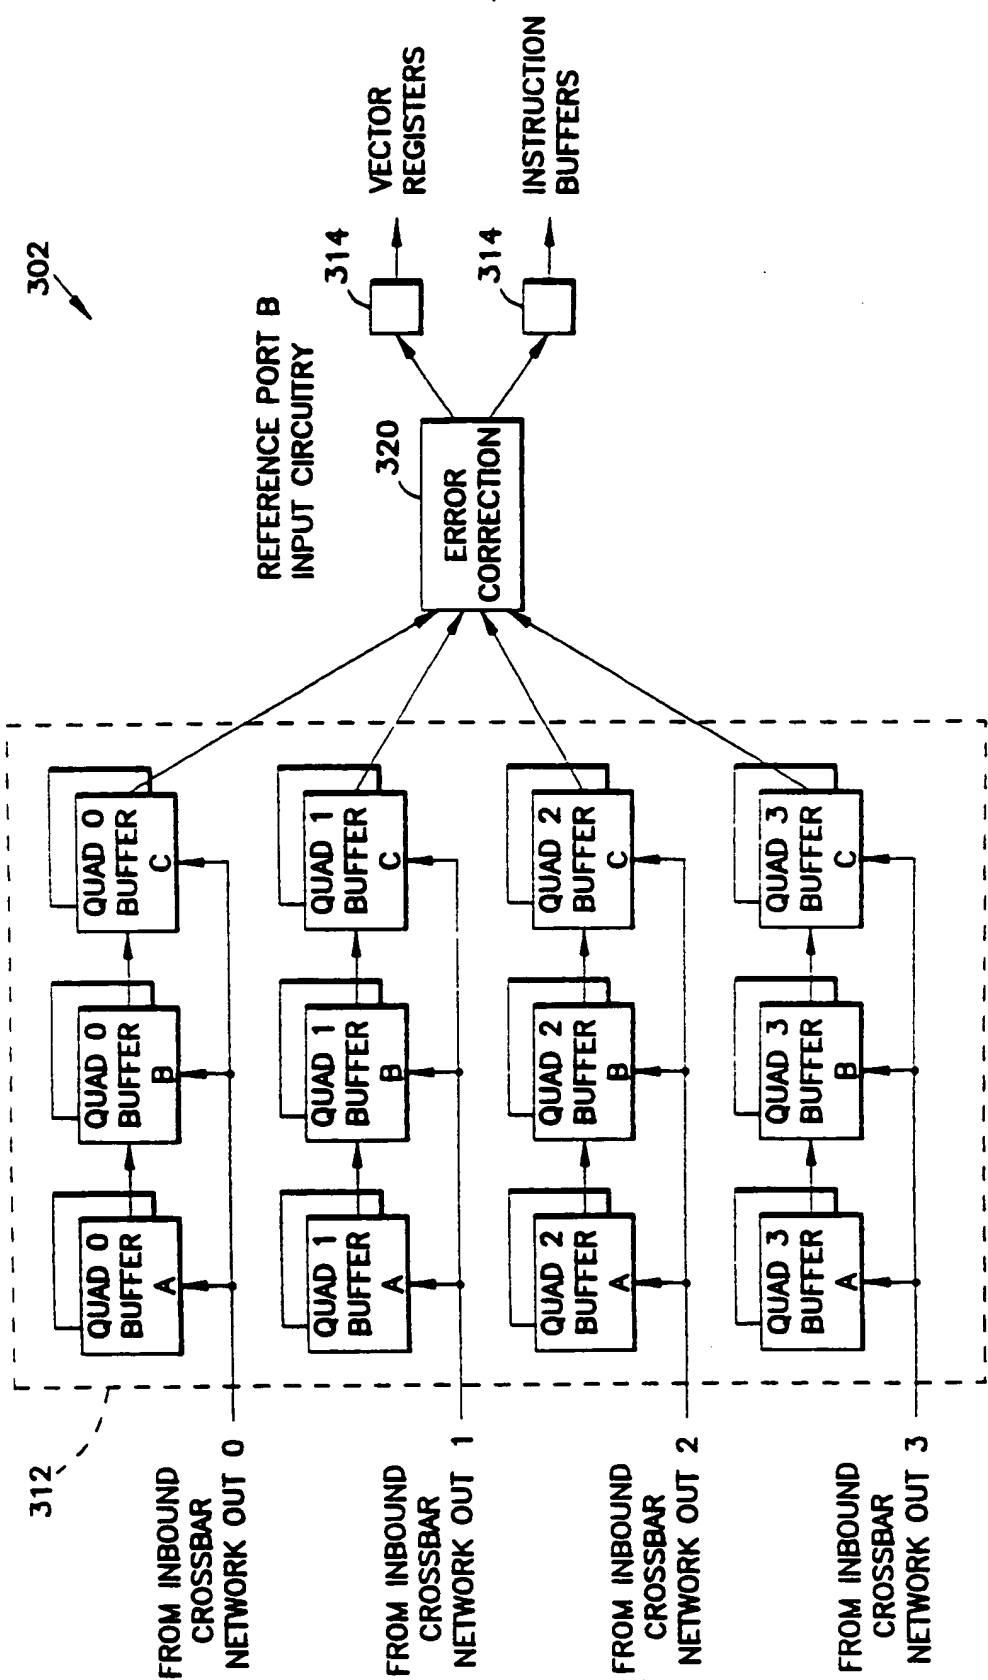 302
REFERENCE PORT B
INPUT CIRCUITRY
312
FROM INBOUND
CROSSBAR
NETWORK OUT 0
QUAD 0
BUFFER
A
QUAD 0
BUFFER
B
QUAD 0
BUFFER
C
FROM INBOUND
CROSSBAR
NETWORK OUT 1
QUAD 1
BUFFER
A
QUAD 1
BUFFER
B
QUAD 1
BUFFER
C
FROM INBOUND
CROSSBAR
NETWORK OUT 2
QUAD 2
BUFFER
A
QUAD 2
BUFFER
B
QUAD 2
BUFFER
C
FROM INBOUND
CROSSBAR
NETWORK OUT 3
QUAD 3
BUFFER
A
QUAD 3
BUFFER
B
QUAD 3
BUFFER
C
320
ERROR
CORRECTION
314
VECTOR
REGISTERS
314
INSTRUCTION
BUFFERS